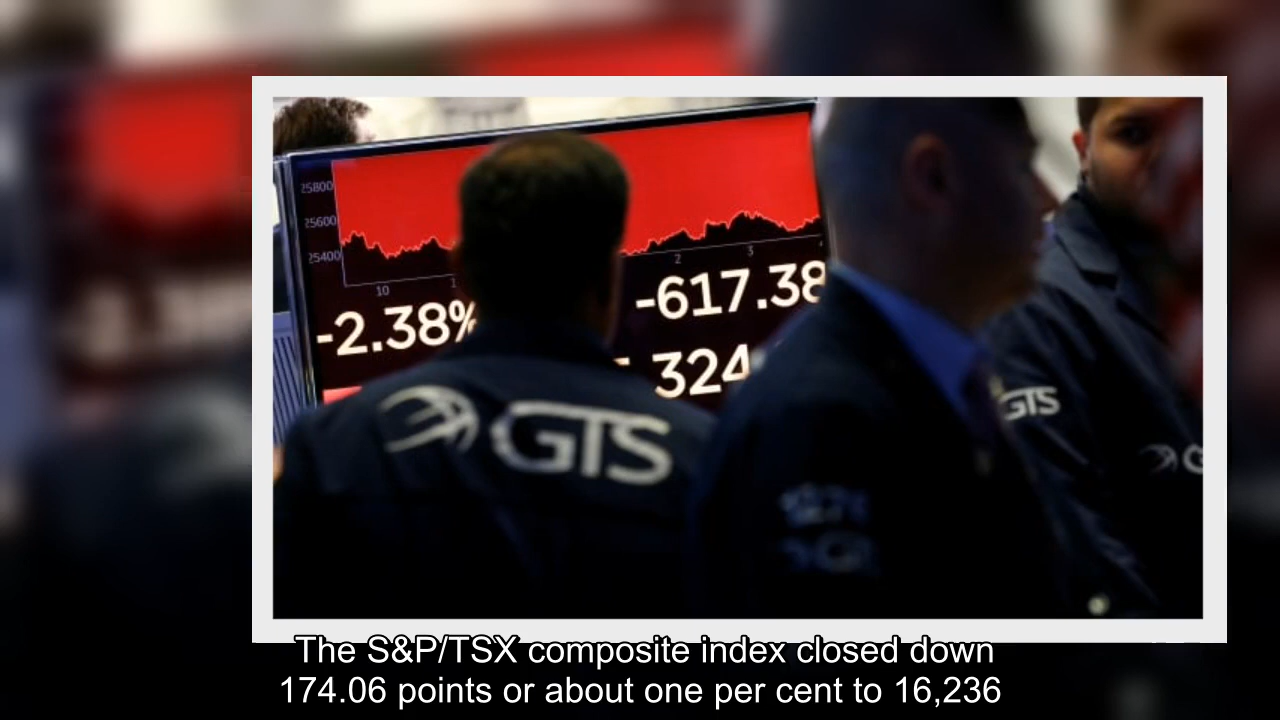 25800
25600
25400
10 1 2 3
-2.38% -617.38
324
GTS
GTS
The S&P/TSX composite index closed down
174.06 points or about one per cent to 16,236